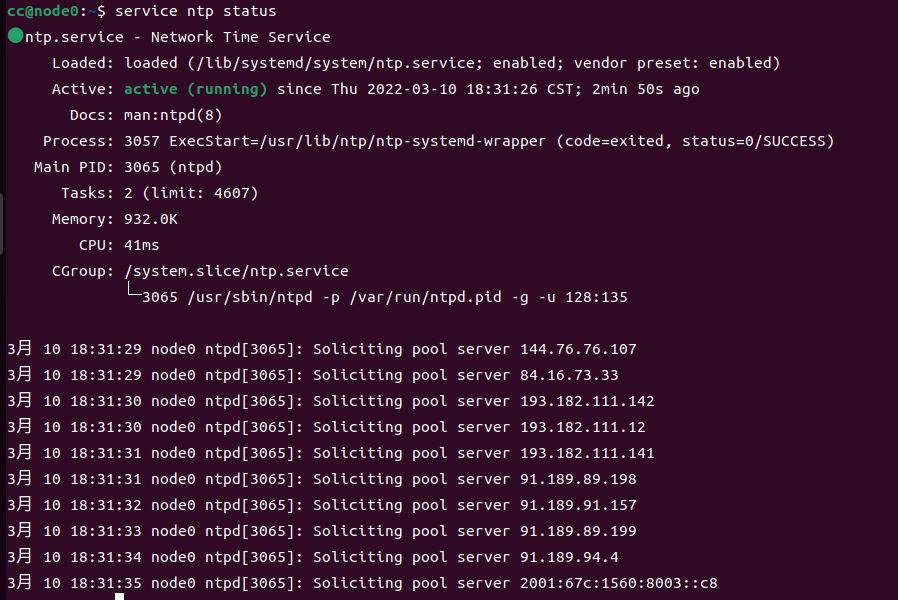 cc@node0:~$ service ntp status
●ntp.service - Network Time Service
     Loaded: loaded (/lib/systemd/system/ntp.service; enabled; vendor preset: enabled)
     Active: active (running) since Thu 2022-03-10 18:31:26 CST; 2min 50s ago
       Docs: man:ntpd(8)
    Process: 3057 ExecStart=/usr/lib/ntp/ntp-systemd-wrapper (code=exited, status=0/SUCCESS)
   Main PID: 3065 (ntpd)
      Tasks: 2 (limit: 4607)
     Memory: 932.0K
        CPU: 41ms
     CGroup: /system.slice/ntp.service
             └─3065 /usr/sbin/ntpd -p /var/run/ntpd.pid -g -u 128:135
3月 10 18:31:29 node0 ntpd[3065]: Soliciting pool server 144.76.76.107
3月 10 18:31:29 node0 ntpd[3065]: Soliciting pool server 84.16.73.33
3月 10 18:31:30 node0 ntpd[3065]: Soliciting pool server 193.182.111.142
3月 10 18:31:30 node0 ntpd[3065]: Soliciting pool server 193.182.111.12
3月 10 18:31:31 node0 ntpd[3065]: Soliciting pool server 193.182.111.141
3月 10 18:31:31 node0 ntpd[3065]: Soliciting pool server 91.189.89.198
3月 10 18:31:32 node0 ntpd[3065]: Soliciting pool server 91.189.91.157
3月 10 18:31:33 node0 ntpd[3065]: Soliciting pool server 91.189.89.199
3月 10 18:31:34 node0 ntpd[3065]: Soliciting pool server 91.189.94.4
3月 10 18:31:35 node0 ntpd[3065]: Soliciting pool server 2001:67c:1560:8003::c8